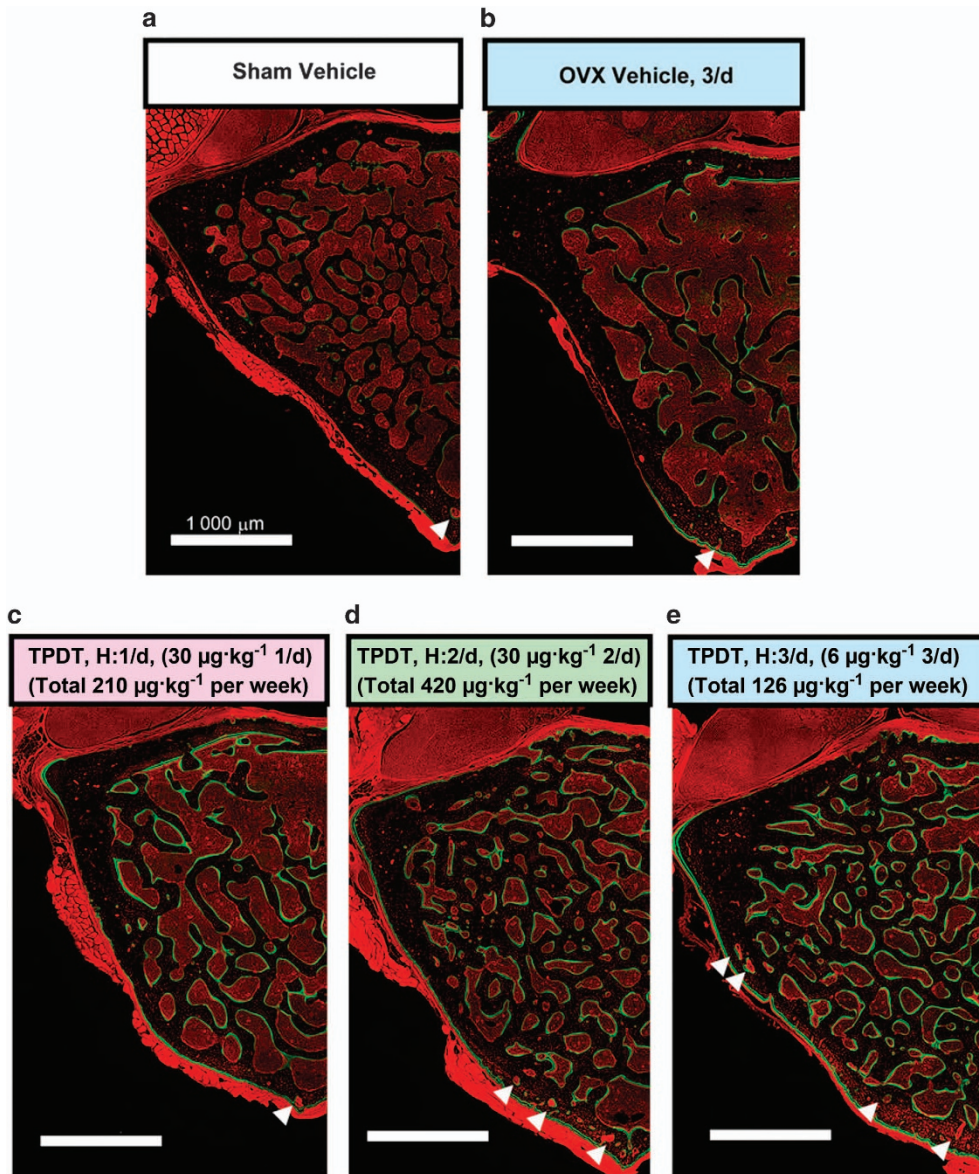 a
Sham Vehicle
1 000 μm
b
OVX Vehicle, 3/d
c
TPDT, H:1/d, (30 μg·kg⁻¹ 1/d)
(Total 210 μg·kg⁻¹ per week)
d
TPDT, H:2/d, (30 μg·kg⁻¹ 2/d)
(Total 420 μg·kg⁻¹ per week)
e
TPDT, H:3/d, (6 μg·kg⁻¹ 3/d)
(Total 126 μg·kg⁻¹ per week)